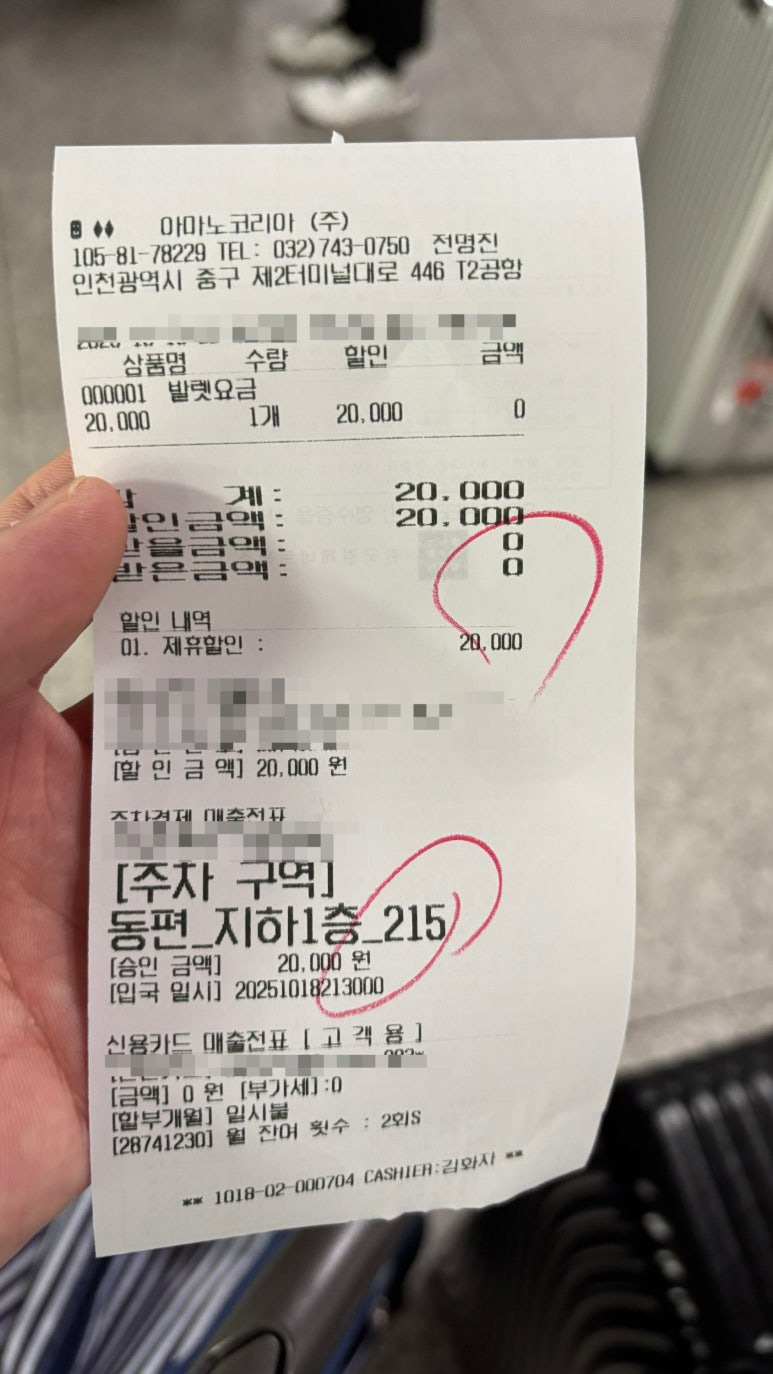 아마노코리아 (주)
105-81-78229 TEL: 032)743-0750 전명진
인천광역시 중구 제2터미널대로 446 T2공항
상품명 수량 할인 금액
000001 발렛요금
20,000 1개 20,000 0
계: 20,000
할인금액: 20,000
받을금액: 0
받은금액: 0
할인 내역
01. 제휴할인 : 20,000
[할 인 금 액] 20,000 원
주차결제 매출전표
[주차 구역]
동편_지하1층_215
[승인 금액] 20,000 원
[입국 일시] 20251018213000
신용카드 매출전표 [ 고 객 용 ]
[금액] 0 원 [부가세]:0
[할부개월] 일시불
[28741230] 월 잔여 횟수 : 2회S
** 1018-02-000704 CASHIER:김화자 **